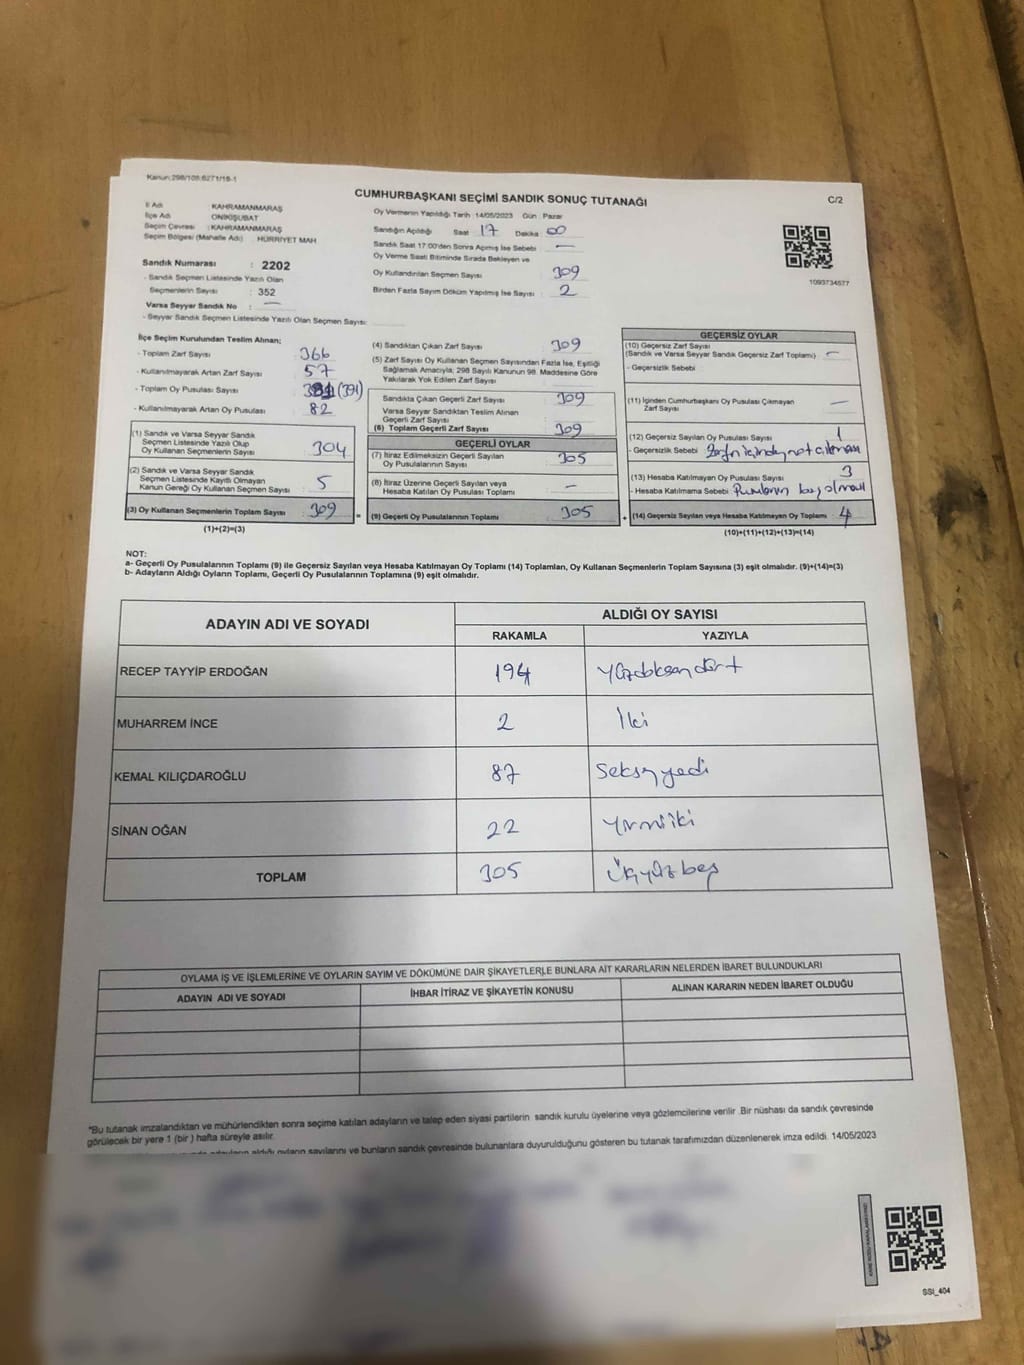 Kanun:298/105:6271/18-1
CUMHURBAŞKANI SEÇİMİ SANDIK SONUÇ TUTANAĞI
C/2
İl Adı KAHRAMANMARAŞ
İlçe Adı ONİKİŞUBAT
Seçim Çevresi : KAHRAMANMARAŞ
Seçim Bölgesi (Mahalle Adı) : HÜRRİYET MAH
Sandık Numarası : 2202
- Sandık Seçmen Listesinde Yazılı Olan
Seçmenlerin Sayısı : 352
Varsa Seyyar Sandık No : —
- Seyyar Sandık Seçmen Listesinde Yazılı Olan Seçmen Sayısı:
Oy Vermenin Yapıldığı Tarih : 14/05/2023 Gün : Pazar
Sandığın Açıldığı Saat 17 Dakika 00
Sandık Saat 17:00'den Sonra Açılmış İse Sebebi : —
Oy Verme Saati Bitiminde Sırada Bekleyen ve
Oy Kullandırılan Seçmen Sayısı : 309
Birden Fazla Sayım Döküm Yapılmış İse Sayısı : 2
1093734577
İlçe Seçim Kurulundan Teslim Alınan;
- Toplam Zarf Sayısı : 366
- Kullanılmayarak Artan Zarf Sayısı : 57
- Toplam Oy Pusulası Sayısı : (391)
- Kullanılmayarak Artan Oy Pusulası : 82
(1) Sandık ve Varsa Seyyar Sandık
Seçmen Listesinde Yazılı Olup
Oy Kullanan Seçmenlerin Sayısı : 304
(2) Sandık ve Varsa Seyyar Sandık
Seçmen Listesinde Kayıtlı Olmayan
Kanun Gereği Oy Kullanan Seçmen Sayısı : 5
(3) Oy Kullanan Seçmenlerin Toplam Sayısı : 309
(1)+(2)=(3)
(4) Sandıktan Çıkan Zarf Sayısı : 309
(5) Zarf Sayısı Oy Kullanan Seçmen Sayısından Fazla İse, Eşitliği
Sağlamak Amacıyla, 298 Sayılı Kanunun 98. Maddesine Göre
Yakılarak Yok Edilen Zarf Sayısı :
Sandıkta Çıkan Geçerli Zarf Sayısı : 309
Varsa Seyyar Sandıktan Teslim Alınan
Geçerli Zarf Sayısı :
(6) Toplam Geçerli Zarf Sayısı : 309
GEÇERLİ OYLAR
(7) İtiraz Edilmeksizin Geçerli Sayılan
Oy Pusulalarının Sayısı : 305
(8) İtiraz Üzerine Geçerli Sayılan veya
Hesaba Katılan Oy Pusulası Toplamı : —
= (9) Geçerli Oy Pusulalarının Toplamı : 305 +
GEÇERSİZ OYLAR
(10) Geçersiz Zarf Sayısı
(Sandık ve Varsa Seyyar Sandık Geçersiz Zarf Toplamı) : —
- Geçersizlik Sebebi :
(11) İçinden Cumhurbaşkanı Oy Pusulası Çıkmayan
Zarf Sayısı : —
(12) Geçersiz Sayılan Oy Pusulası Sayısı : 1
- Geçersizlik Sebebi :
(13) Hesaba Katılmayan Oy Pusulası Sayısı : 3
- Hesaba Katılmama Sebebi : Pusulanın boş olması
(14) Geçersiz Sayılan veya Hesaba Katılmayan Oy Toplamı : 4
(10)+(11)+(12)+(13)=(14)
NOT:
a- Geçerli Oy Pusulalarının Toplamı (9) ile Geçersiz Sayılan veya Hesaba Katılmayan Oy Toplamı (14) Toplamları, Oy Kullanan Seçmenlerin Toplam Sayısına (3) eşit olmalıdır. (9)+(14)=(3)
b- Adayların Aldığı Oyların Toplamı, Geçerli Oy Pusulalarının Toplamına (9) eşit olmalıdır.
ADAYIN ADI VE SOYADI
ALDIĞI OY SAYISI
RAKAMLA YAZIYLA
RECEP TAYYİP ERDOĞAN 194 Yüzdoksandört
MUHARREM İNCE 2 İki
KEMAL KILIÇDAROĞLU 87 Seksenyedi
SİNAN OĞAN 22 Yirmiiki
TOPLAM 305 Üçyüzbeş
OYLAMA İŞ VE İŞLEMLERİNE VE OYLARIN SAYIM VE DÖKÜMÜNE DAİR ŞİKAYETLERLE BUNLARA AİT KARARLARIN NELERDEN İBARET BULUNDUKLARI
ADAYIN ADI VE SOYADI İHBAR İTİRAZ VE ŞİKAYETİN KONUSU ALINAN KARARIN NEDEN İBARET OLDUĞU
*Bu tutanak imzalandıktan ve mühürlendikten sonra seçime katılan adayların ve talep eden siyasi partilerin sandık kurulu üyelerine veya gözlemcilerine verilir .Bir nüshası da sandık çevresinde
görülecek bir yere 1 (bir ) hafta süreyle asılır.
adayların aldığı oyların sayılarını ve bunların sandık çevresinde bulunanlara duyurulduğunu gösteren bu tutanak tarafımızdan düzenlenerek imza edildi. 14/05/2023
SSI_404